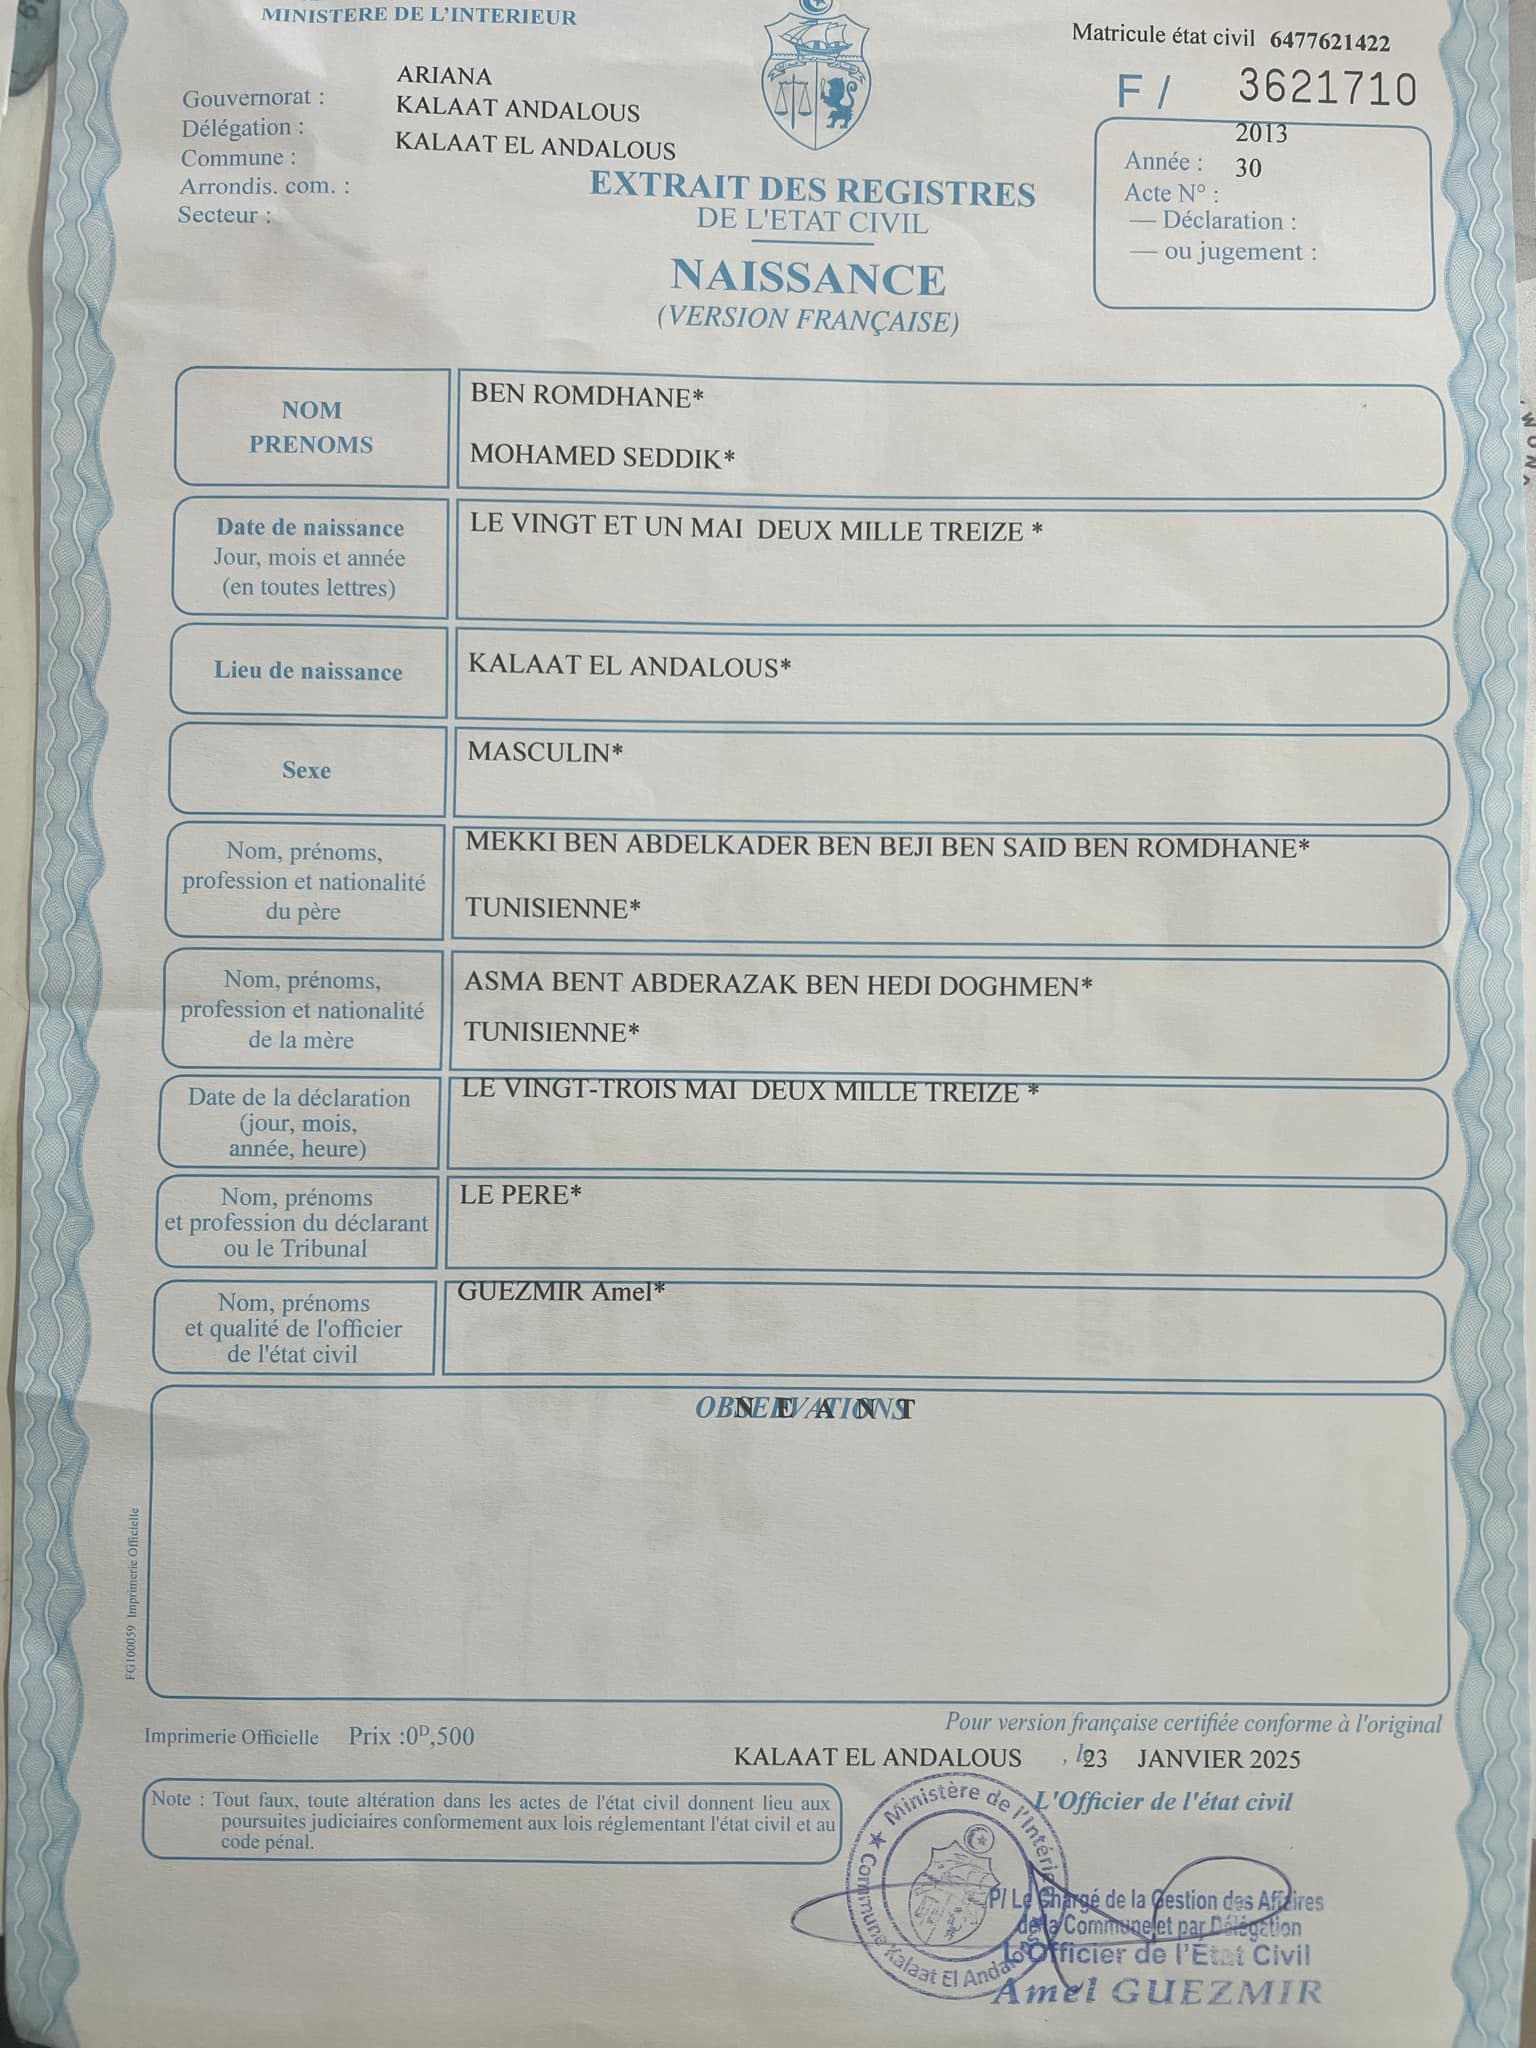 MINISTERE DE L'INTERIEUR
Matricule état civil 6477621422
F / 3621710
Gouvernorat : ARIANA
Délégation : KALAAT ANDALOUS
Commune : KALAAT EL ANDALOUS
Arrondis. com. :
Secteur :
2013
Année : 30
Acte N° :
— Déclaration :
— ou jugement :
EXTRAIT DES REGISTRES
DE L'ETAT CIVIL
NAISSANCE
(VERSION FRANÇAISE)
NOM
PRENOMS
BEN ROMDHANE*
MOHAMED SEDDIK*
Date de naissance
Jour, mois et année
(en toutes lettres)
LE VINGT ET UN MAI DEUX MILLE TREIZE *
Lieu de naissance
KALAAT EL ANDALOUS*
Sexe
MASCULIN*
Nom, prénoms,
profession et nationalité
du père
MEKKI BEN ABDELKADER BEN BEJI BEN SAID BEN ROMDHANE*
TUNISIENNE*
Nom, prénoms,
profession et nationalité
de la mère
ASMA BENT ABDERAZAK BEN HEDI DOGHMEN*
TUNISIENNE*
Date de la déclaration
(jour, mois,
année, heure)
LE VINGT-TROIS MAI DEUX MILLE TREIZE *
Nom, prénoms
et profession du déclarant
ou le Tribunal
LE PERE*
Nom, prénoms
et qualité de l'officier
de l'état civil
GUEZMIR Amel*
OBSERVATIONS
N E A N T
FG100059 Imprimerie Officielle
Imprimerie Officielle Prix :0ᴰ,500
Pour version française certifiée conforme à l'original
KALAAT EL ANDALOUS , le 23 JANVIER 2025
Note : Tout faux, toute altération dans les actes de l'état civil donnent lieu aux
poursuites judiciaires conformement aux lois réglementant l'état civil et au
code pénal.
L'Officier de l'état civil
★ Ministère de l'Intérieur
Commune Kalaat El Andalous
P/ Le Chargé de la Gestion des Affaires
de la Commune et par Délégation
L'Officier de l'Etat Civil
Amel GUEZMIR